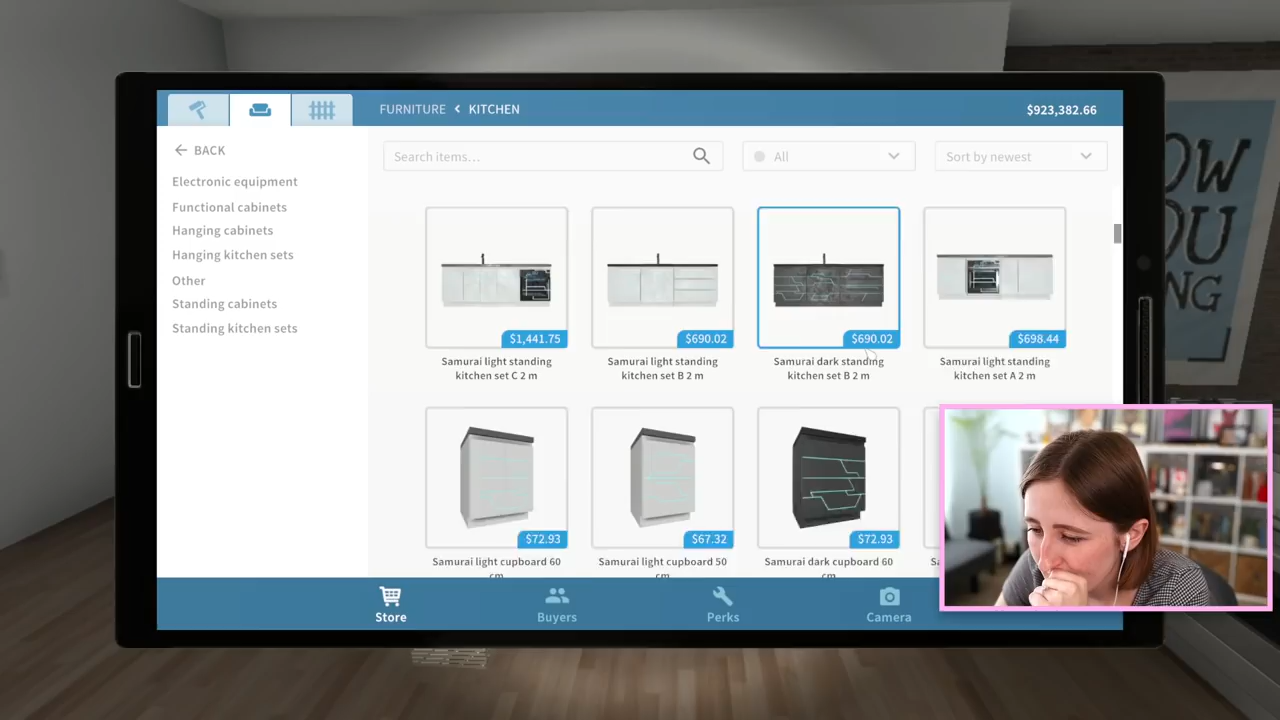 FURNITURE < KITCHEN
$923,382.66
BACK
Search items...
All
Sort by newest
Electronic equipment
Functional cabinets
Hanging cabinets
Hanging kitchen sets
Other
Standing cabinets
Standing kitchen sets
$1,441.75
$690.02
$690.02
$698.44
Samurai light standing
kitchen set C 2 m
Samurai light standing
kitchen set B 2 m
Samurai dark standing
kitchen set B 2 m
Samurai light standing
kitchen set A 2 m
$72.93
$67.32
$72.93
Samurai light cupboard 60
cm
Samurai light cupboard 50
cm
Samurai dark cupboard 60
cm
Store
Buyers
Perks
Camera